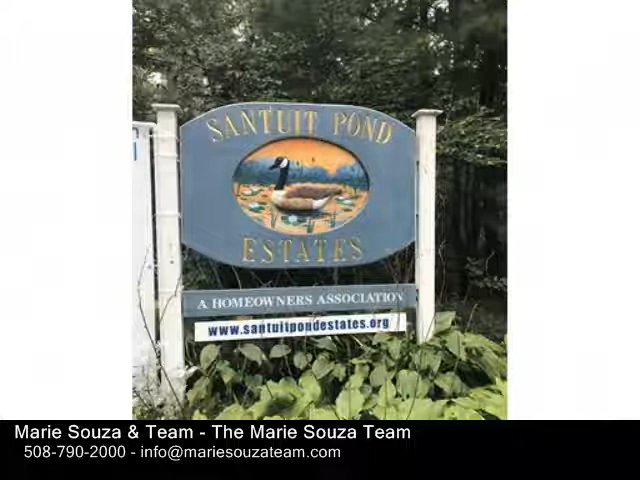 SANTUIT POND
ESTATES
A HOMEOWNERS ASSOCIATION
www.santuitpondestates.org
Marie Souza & Team - The Marie Souza Team
508-790-2000 - info@mariesouzateam.com